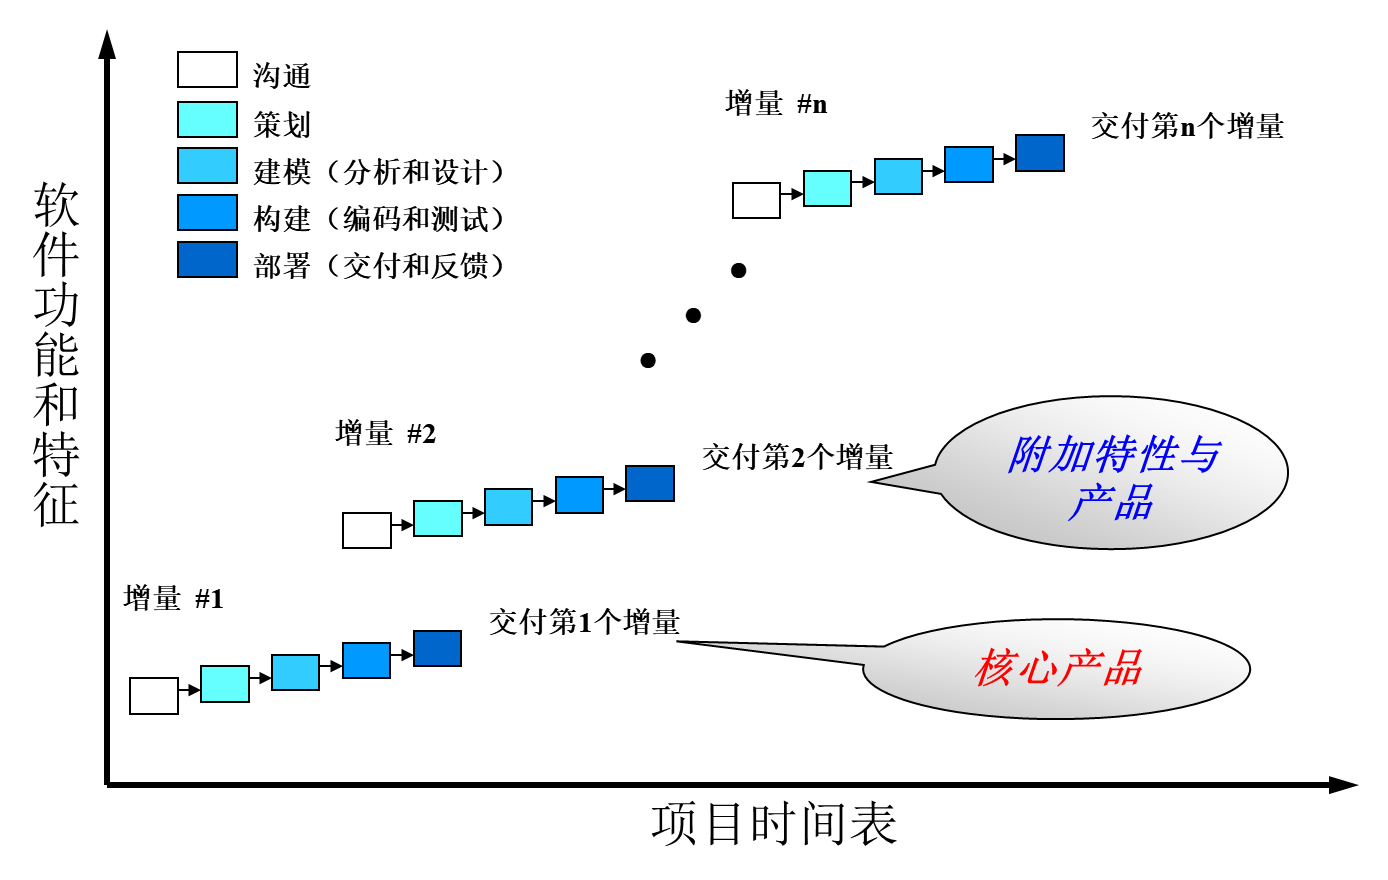 沟通
策划
建模（分析和设计）
构建（编码和测试）
部署（交付和反馈）
软件功能和特征
增量 #n
交付第n个增量
增量 #2
交付第2个增量
附加特性与
产品
增量 #1
交付第1个增量
核心产品
项目时间表